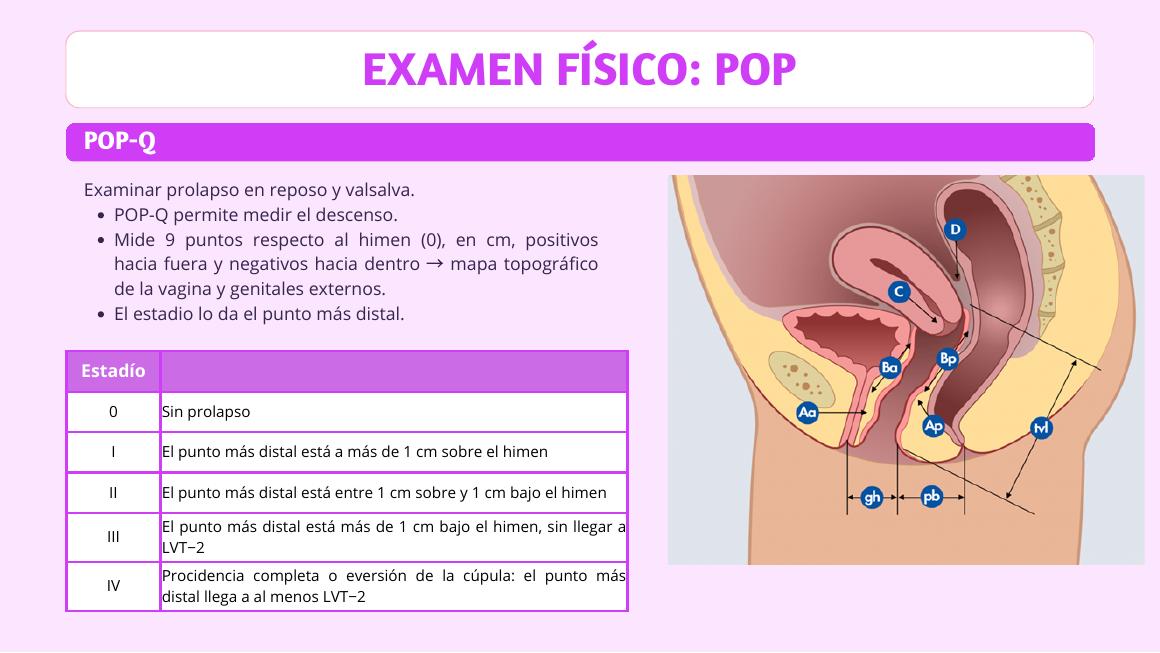 EXAMEN FÍSICO: POP
POP-Q
Examinar prolapso en reposo y valsalva.
• POP-Q permite medir el descenso.
• Mide 9 puntos respecto al himen (0), en cm, positivos
hacia fuera y negativos hacia dentro → mapa topográfico
de la vagina y genitales externos.
• El estadio lo da el punto más distal.
Estadío
0 Sin prolapso
I El punto más distal está a más de 1 cm sobre el himen
II El punto más distal está entre 1 cm sobre y 1 cm bajo el himen
III El punto más distal está más de 1 cm bajo el himen, sin llegar a
LVT−2
IV Procidencia completa o eversión de la cúpula: el punto más
distal llega a al menos LVT−2
D
C
Ba
Bp
Aa
Ap
tvl
gh
pb